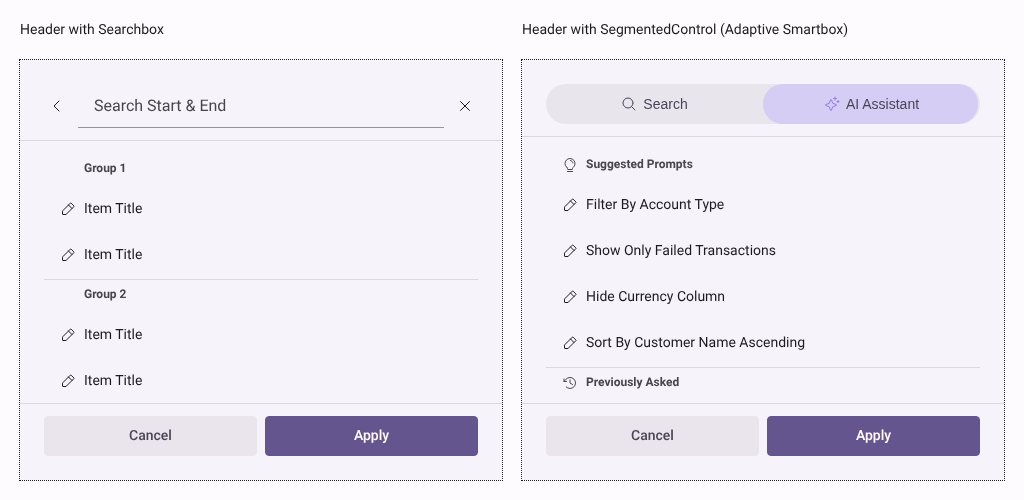 Header with Searchbox
Search Start & End
Group 1
Item Title
Item Title
Group 2
Item Title
Item Title
Cancel
Apply
Header with SegmentedControl (Adaptive Smartbox)
Search
AI Assistant
Suggested Prompts
Filter By Account Type
Show Only Failed Transactions
Hide Currency Column
Sort By Customer Name Ascending
Previously Asked
Cancel
Apply